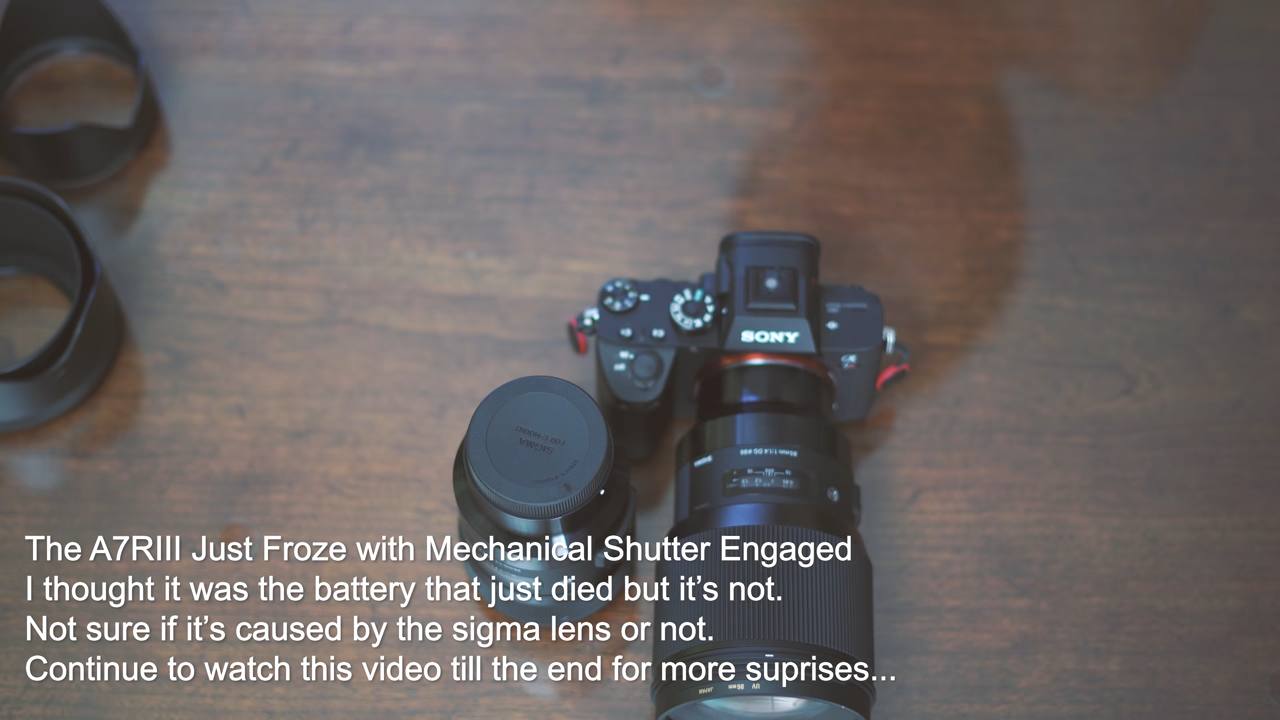 SONY
SIGMA
The A7RIII Just Froze with Mechanical Shutter Engaged
I thought it was the battery that just died but it’s not.
Not sure if it’s caused by the sigma lens or not.
Continue to watch this video till the end for more suprises...